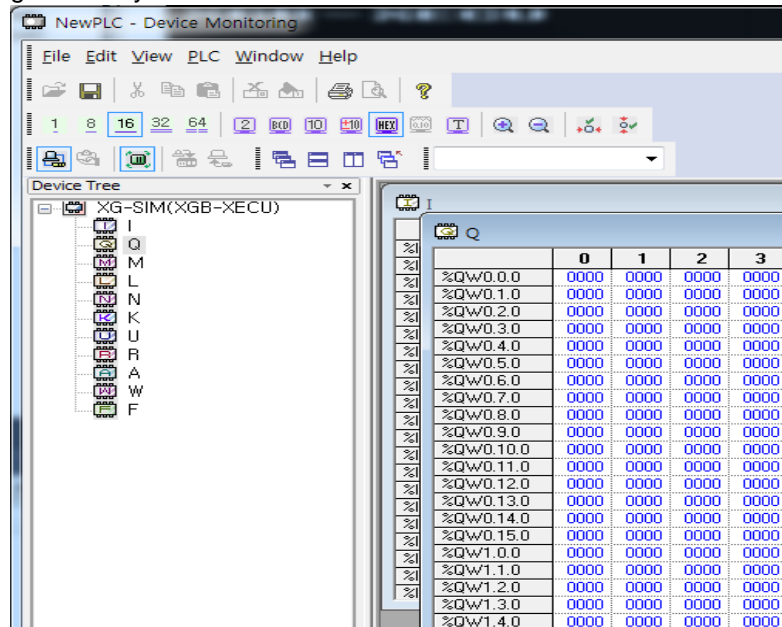 NewPLC - Device Monitoring
File Edit View PLC Window Help
1 8 16 32 64 2 BCD 10 ±10 HEX 0.10 T
Device Tree
XG-SIM(XGB-XECU)
I
Q
M
L
N
K
U
R
A
W
F
I
Q
0 1 2 3
%QW0.0.0 0000 0000 0000 0000
%QW0.1.0 0000 0000 0000 0000
%QW0.2.0 0000 0000 0000 0000
%QW0.3.0 0000 0000 0000 0000
%QW0.4.0 0000 0000 0000 0000
%QW0.5.0 0000 0000 0000 0000
%QW0.6.0 0000 0000 0000 0000
%QW0.7.0 0000 0000 0000 0000
%QW0.8.0 0000 0000 0000 0000
%QW0.9.0 0000 0000 0000 0000
%QW0.10.0 0000 0000 0000 0000
%QW0.11.0 0000 0000 0000 0000
%QW0.12.0 0000 0000 0000 0000
%QW0.13.0 0000 0000 0000 0000
%QW0.14.0 0000 0000 0000 0000
%QW0.15.0 0000 0000 0000 0000
%QW1.0.0 0000 0000 0000 0000
%QW1.1.0 0000 0000 0000 0000
%QW1.2.0 0000 0000 0000 0000
%QW1.3.0 0000 0000 0000 0000
%QW1.4.0 0000 0000 0000 0000